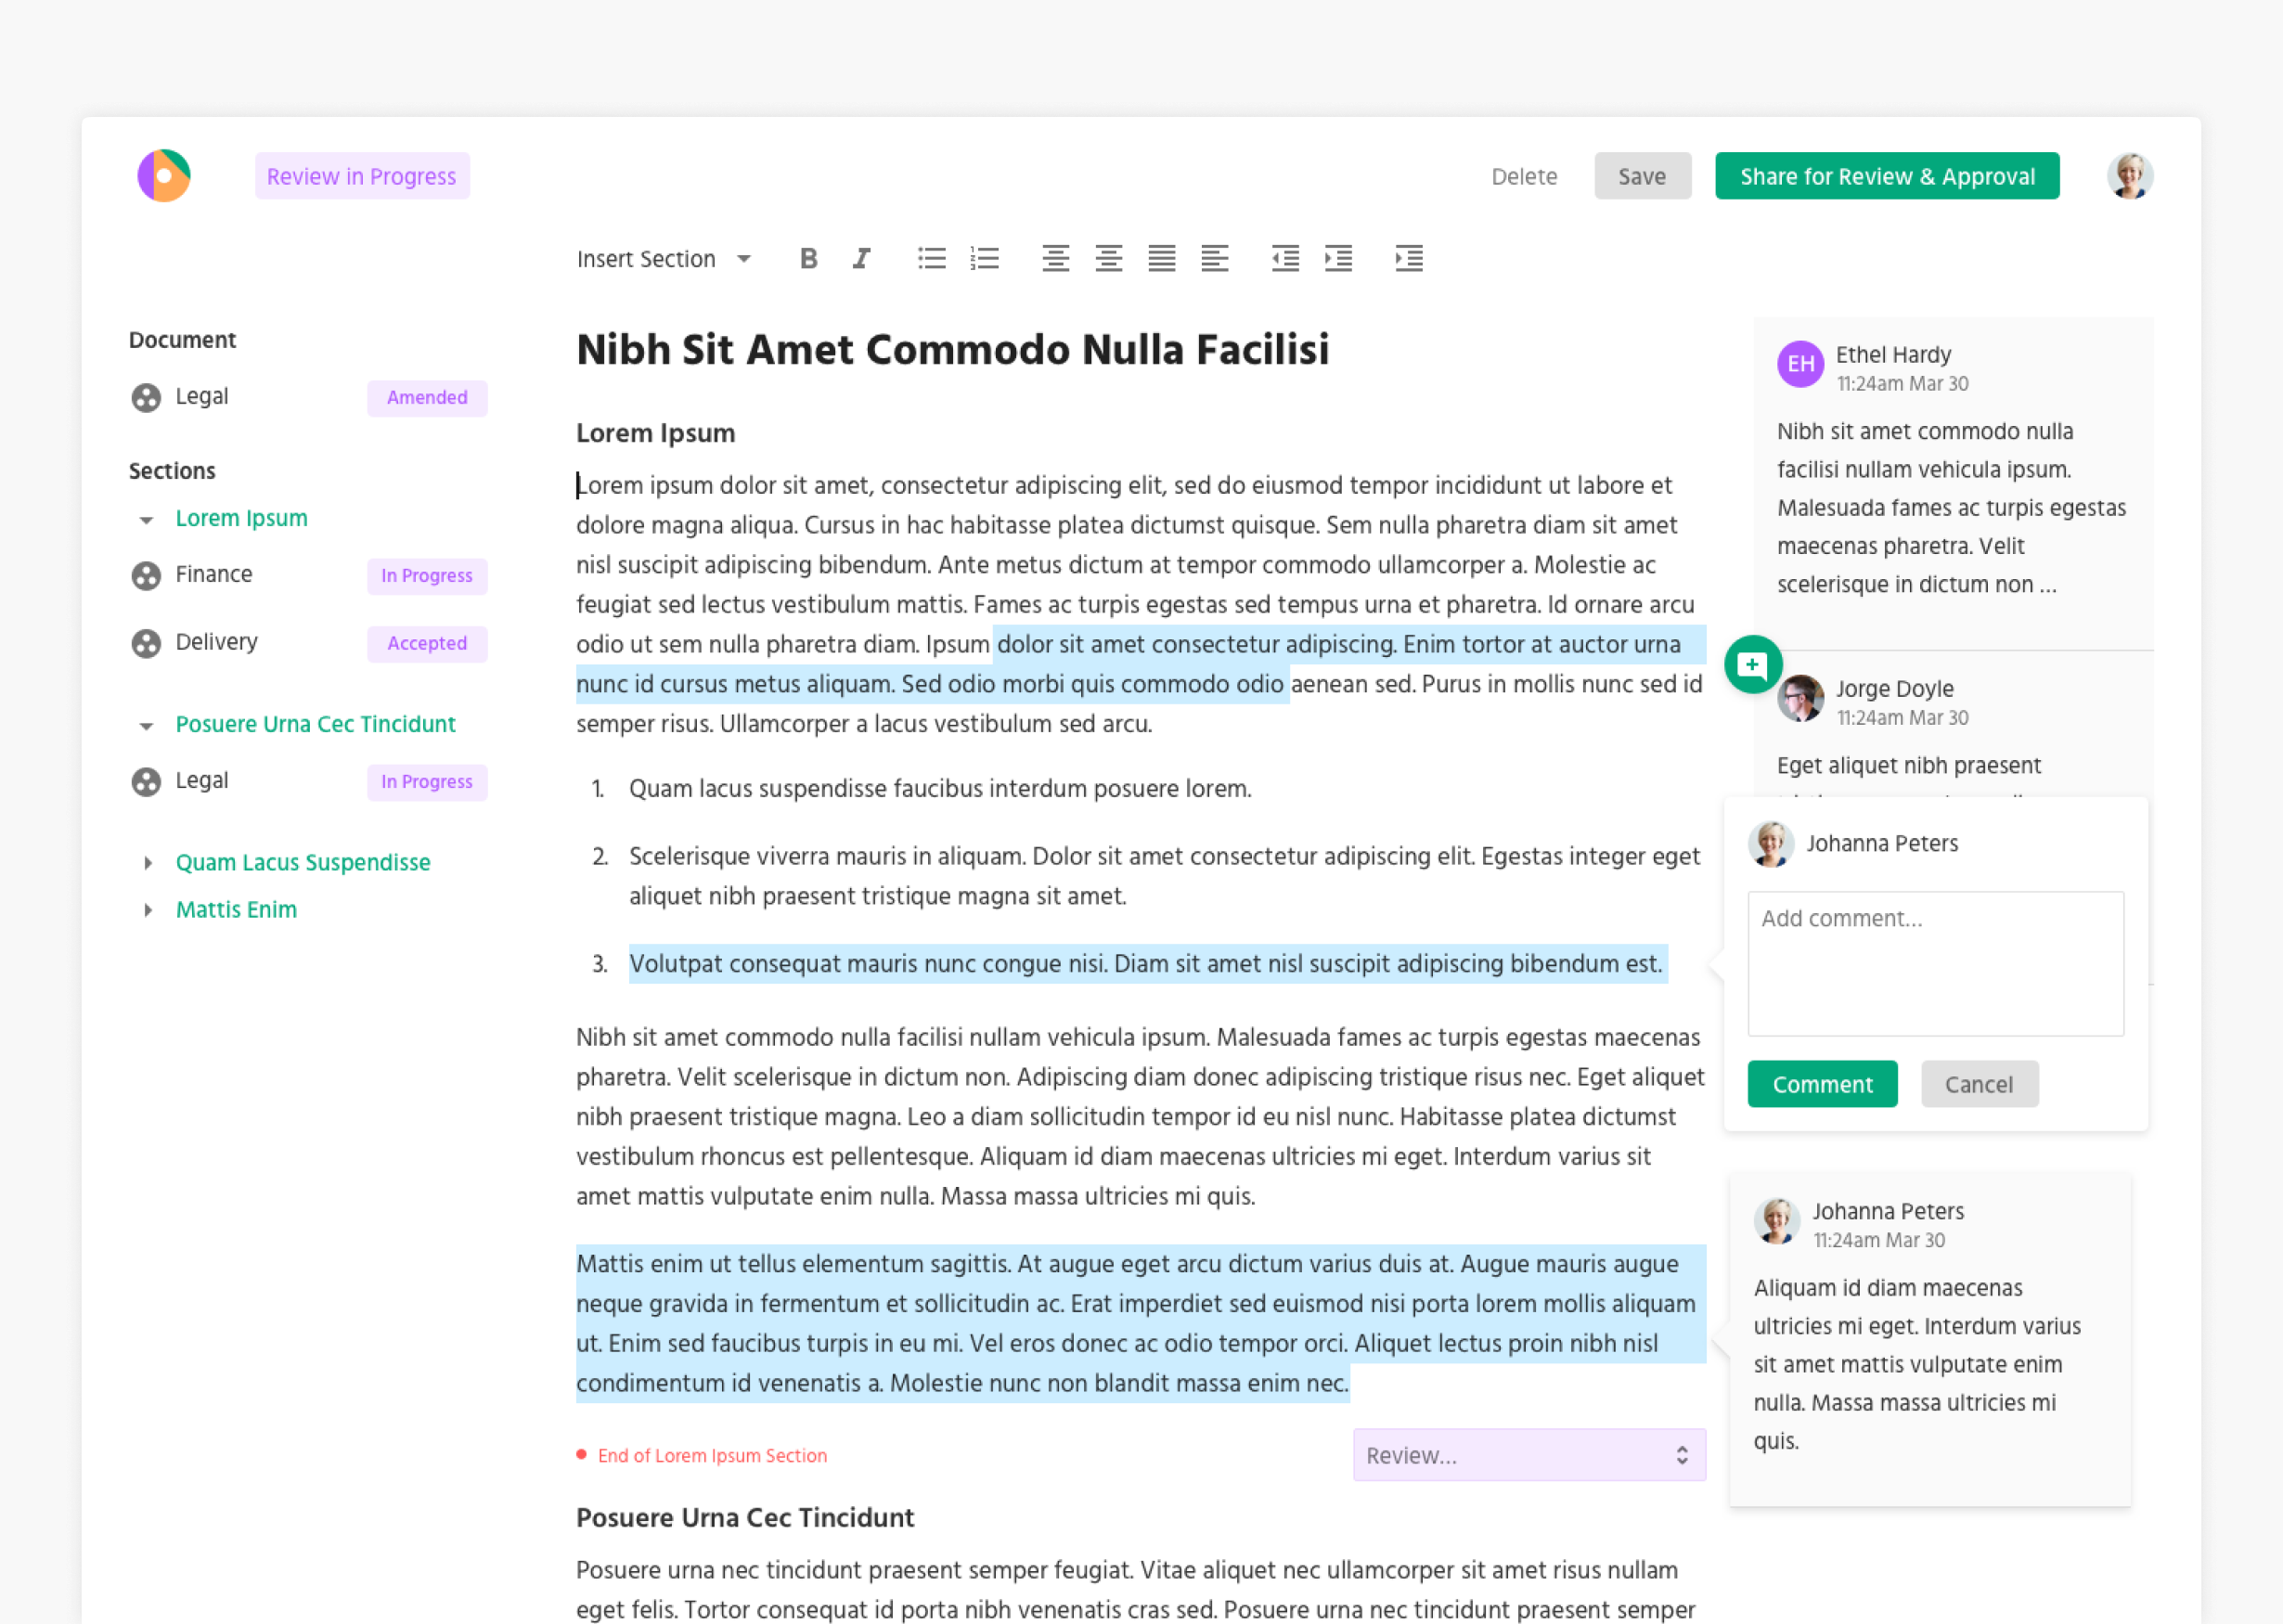 Review in Progress
Delete
Save
Share for Review & Approval
Insert Section
B
I
Document
Legal
Amended
Sections
Lorem Ipsum
Finance
In Progress
Delivery
Accepted
Posuere Urna Cec Tincidunt
Legal
In Progress
Quam Lacus Suspendisse
Mattis Enim
Nibh Sit Amet Commodo Nulla Facilisi
Lorem Ipsum
Lorem ipsum dolor sit amet, consectetur adipiscing elit, sed do eiusmod tempor incididunt ut labore et
dolore magna aliqua. Cursus in hac habitasse platea dictumst quisque. Sem nulla pharetra diam sit amet
nisl suscipit adipiscing bibendum. Ante metus dictum at tempor commodo ullamcorper a. Molestie ac
feugiat sed lectus vestibulum mattis. Fames ac turpis egestas sed tempus urna et pharetra. Id ornare arcu
odio ut sem nulla pharetra diam. Ipsum dolor sit amet consectetur adipiscing. Enim tortor at auctor urna
nunc id cursus metus aliquam. Sed odio morbi quis commodo odio aenean sed. Purus in mollis nunc sed id
semper risus. Ullamcorper a lacus vestibulum sed arcu.
1. Quam lacus suspendisse faucibus interdum posuere lorem.
2. Scelerisque viverra mauris in aliquam. Dolor sit amet consectetur adipiscing elit. Egestas integer eget
aliquet nibh praesent tristique magna sit amet.
3. Volutpat consequat mauris nunc congue nisi. Diam sit amet nisl suscipit adipiscing bibendum est.
Nibh sit amet commodo nulla facilisi nullam vehicula ipsum. Malesuada fames ac turpis egestas maecenas
pharetra. Velit scelerisque in dictum non. Adipiscing diam donec adipiscing tristique risus nec. Eget aliquet
nibh praesent tristique magna. Leo a diam sollicitudin tempor id eu nisl nunc. Habitasse platea dictumst
vestibulum rhoncus est pellentesque. Aliquam id diam maecenas ultricies mi eget. Interdum varius sit
amet mattis vulputate enim nulla. Massa massa ultricies mi quis.
Mattis enim ut tellus elementum sagittis. At augue eget arcu dictum varius duis at. Augue mauris augue
neque gravida in fermentum et sollicitudin ac. Erat imperdiet sed euismod nisi porta lorem mollis aliquam
ut. Enim sed faucibus turpis in eu mi. Vel eros donec ac odio tempor orci. Aliquet lectus proin nibh nisl
condimentum id venenatis a. Molestie nunc non blandit massa enim nec.
End of Lorem Ipsum Section
Review...
Posuere Urna Cec Tincidunt
Posuere urna nec tincidunt praesent semper feugiat. Vitae aliquet nec ullamcorper sit amet risus nullam
eget felis. Tortor consequat id porta nibh venenatis cras sed. Posuere urna nec tincidunt praesent semper
EH
Ethel Hardy
11:24am Mar 30
Nibh sit amet commodo nulla
facilisi nullam vehicula ipsum.
Malesuada fames ac turpis egestas
maecenas pharetra. Velit
scelerisque in dictum non ...
Jorge Doyle
11:24am Mar 30
Eget aliquet nibh praesent
Johanna Peters
Add comment...
Comment
Cancel
Johanna Peters
11:24am Mar 30
Aliquam id diam maecenas
ultricies mi eget. Interdum varius
sit amet mattis vulputate enim
nulla. Massa massa ultricies mi
quis.